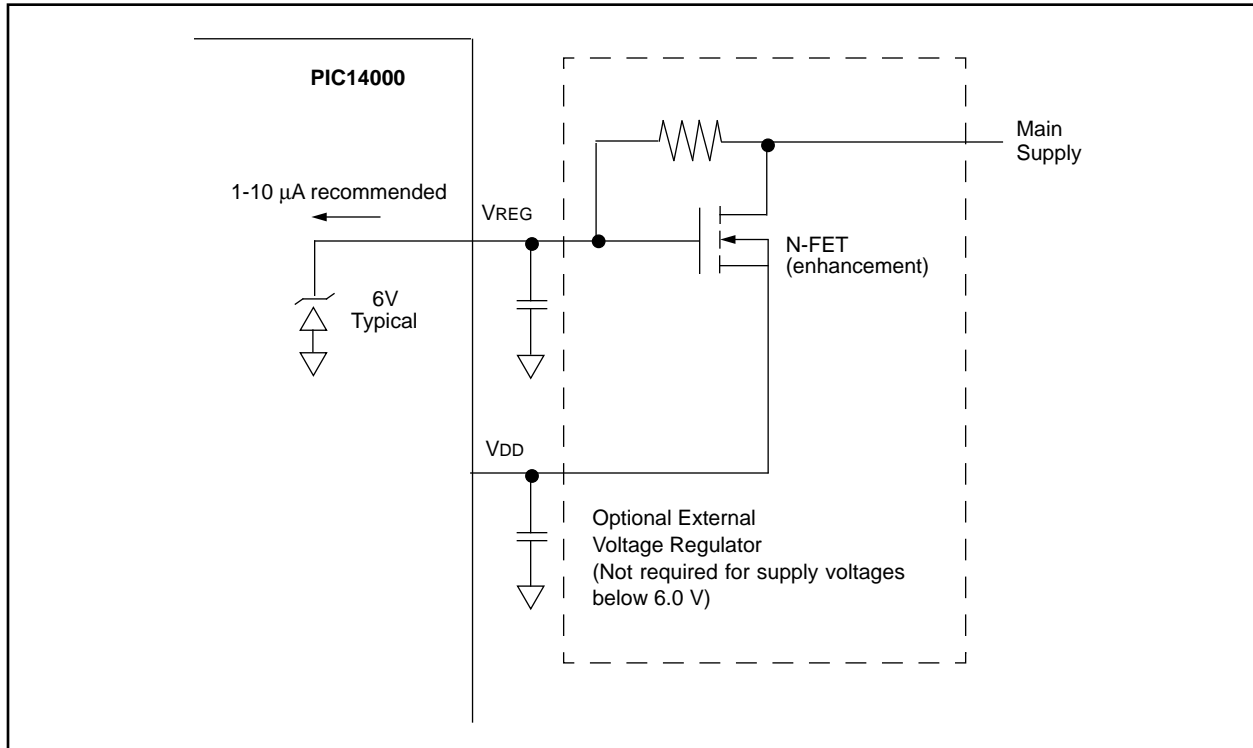 PIC14000
Main
Supply
1-10 μA recommended
VREG
N-FET
(enhancement)
6V
Typical
VDD
Optional External
Voltage Regulator
(Not required for supply voltages
below 6.0 V)